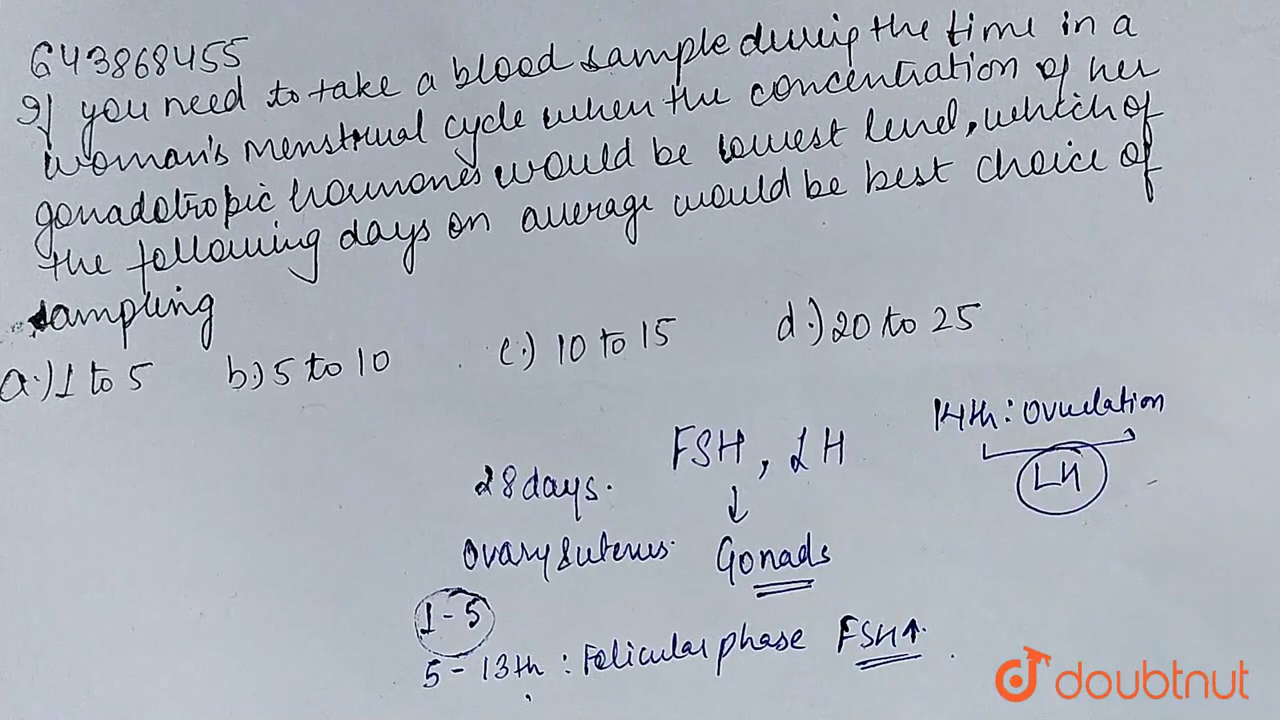 643868455
If you need to take a blood sample during the time in a
woman's menstrual cycle when the concentration of her
gonadotropic hormones would be lowest level, which of
the following days on average would be best choice of
sampling
a.) 1 to 5 b.) 5 to 10 c.) 10 to 15 d.) 20 to 25
14th : Ovulation
28 days. FSH, LH LH
↓
Ovary & uterus. Gonads
1-5
5-13th : Folicular phase FSH↑.
doubtnut